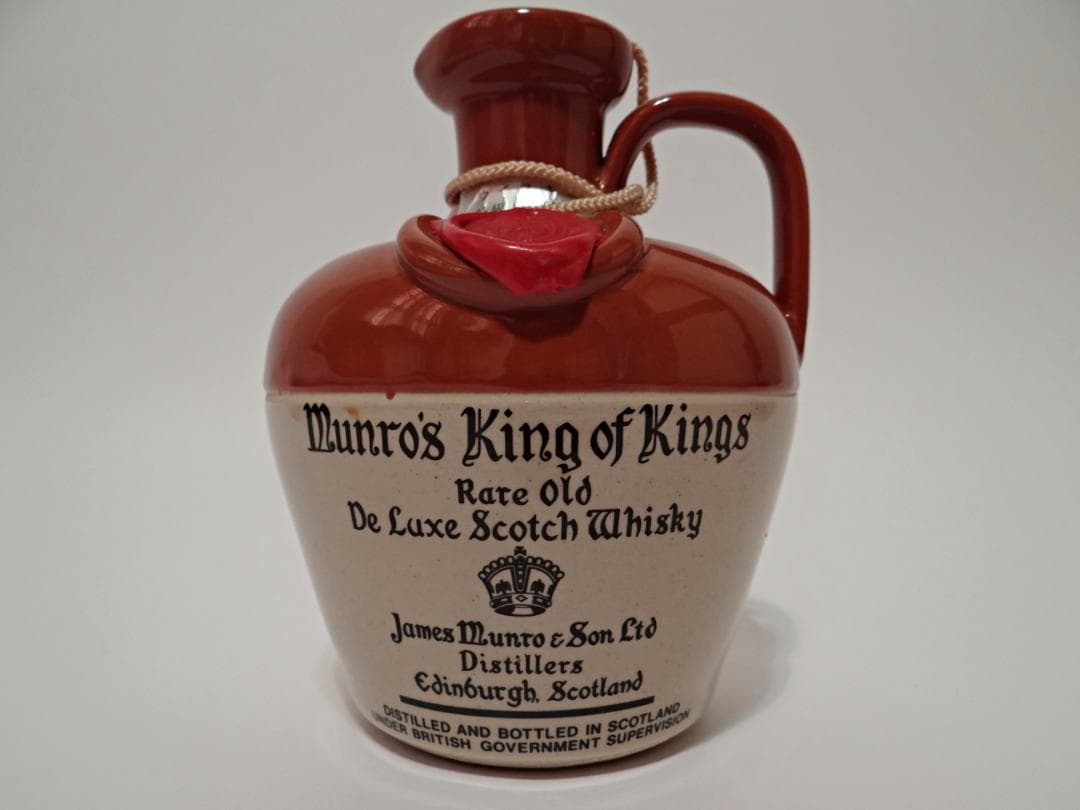 Munro's King of Kings
Rare Old
De Luxe Scotch Whisky
James Munro & Son Ltd
Distillers
Edinburgh, Scotland
DISTILLED AND BOTTLED IN SCOTLAND
UNDER BRITISH GOVERNMENT SUPERVISION